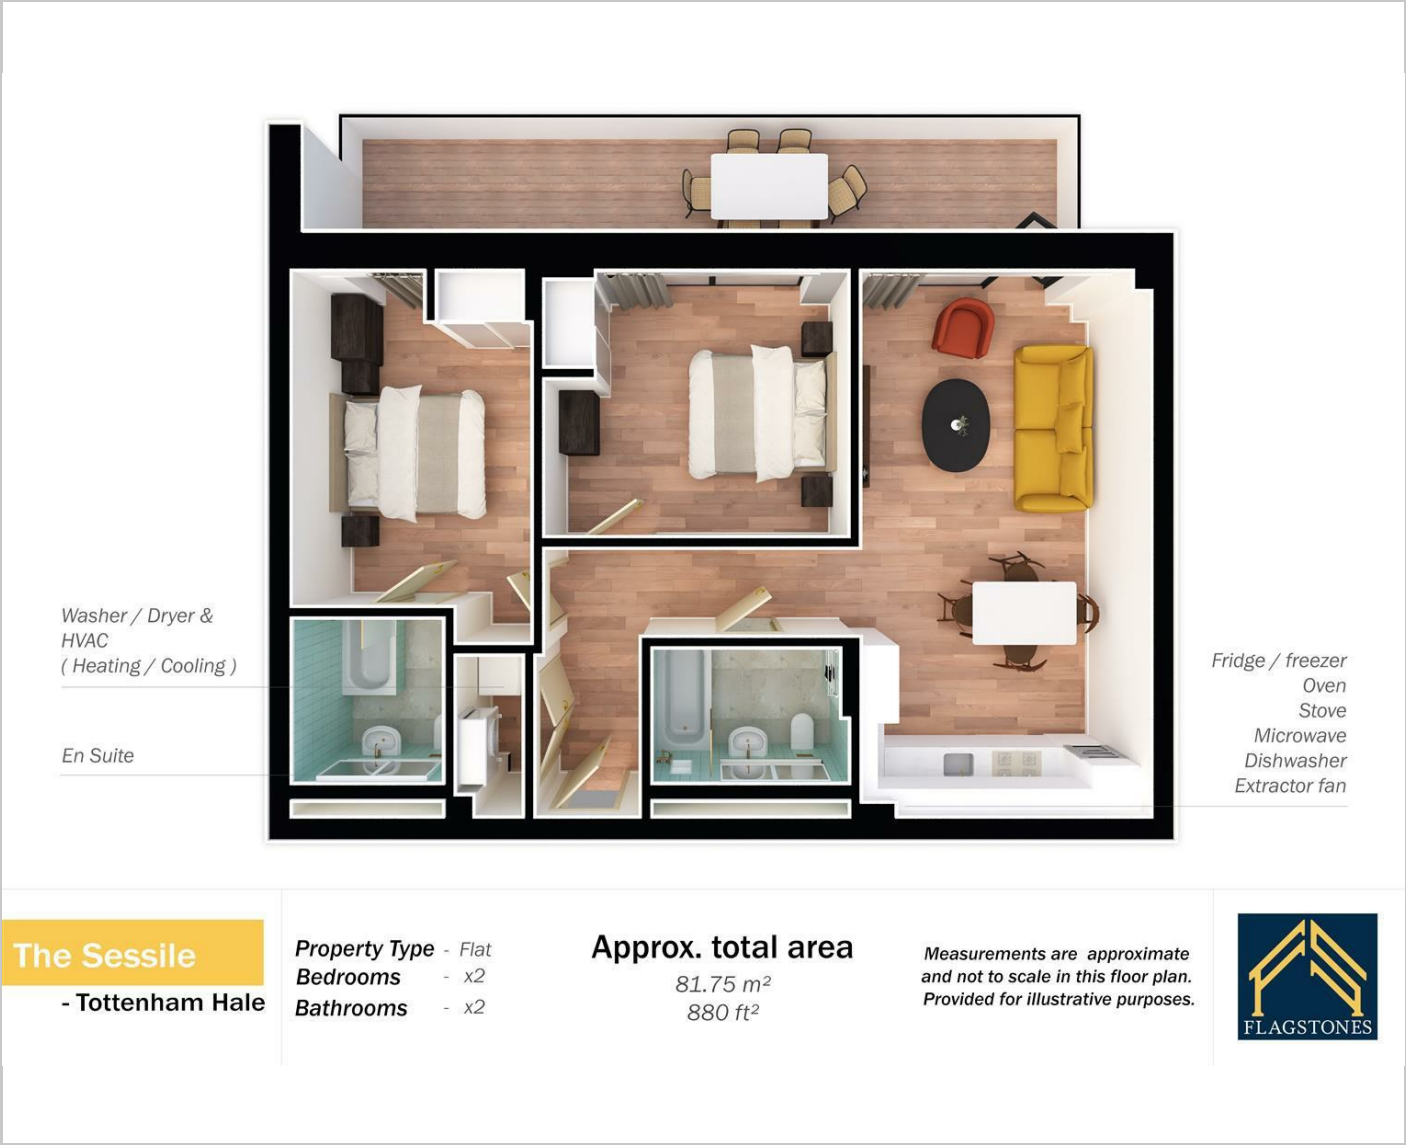 Washer / Dryer &
HVAC
( Heating / Cooling )
En Suite
Fridge / freezer
Oven
Stove
Microwave
Dishwasher
Extractor fan
The Sessile
- Tottenham Hale
Property Type - Flat
Bedrooms - x2
Bathrooms - x2
Approx. total area
81.75 m²
880 ft²
Measurements are approximate
and not to scale in this floor plan.
Provided for illustrative purposes.
FLAGSTONES